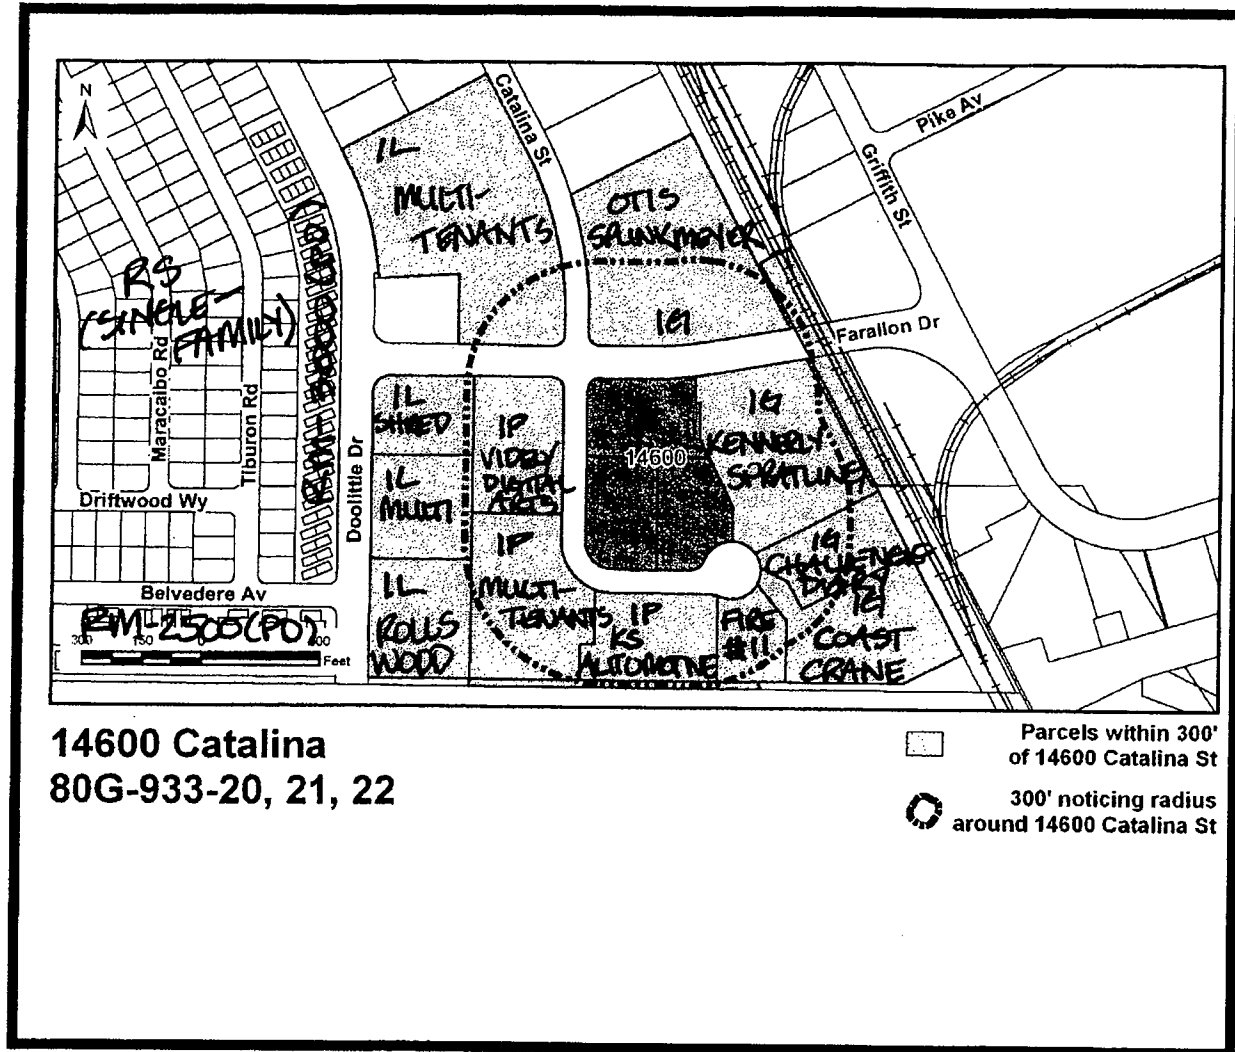 N
Catalina St
Pike Av
Griffith St
IL
MULTI-
TENANTS
OTIS
SPUNKMEYER
IG
RS
(SINGLE-
FAMILY)
Maracaibo Rd
Tiburon Rd
Doolittle Dr
Farallon Dr
IL
SHRED
IP
VIDELY
DIGITAL
ARTS
14600
IG
KENNERLY
SPRATLING
IL
MULTI
Driftwood Wy
IP
MULTI-
TENANTS
IG
IG
COAST
CRANE
Belvedere Av
RM-2500(PD)
IL
ROLLS
WOOD
IP
KS
AUTOMOTIVE
FIRE
#11
300
150
Feet
14600 Catalina
80G-933-20, 21, 22
Parcels within 300'
of 14600 Catalina St
300' noticing radius
around 14600 Catalina St